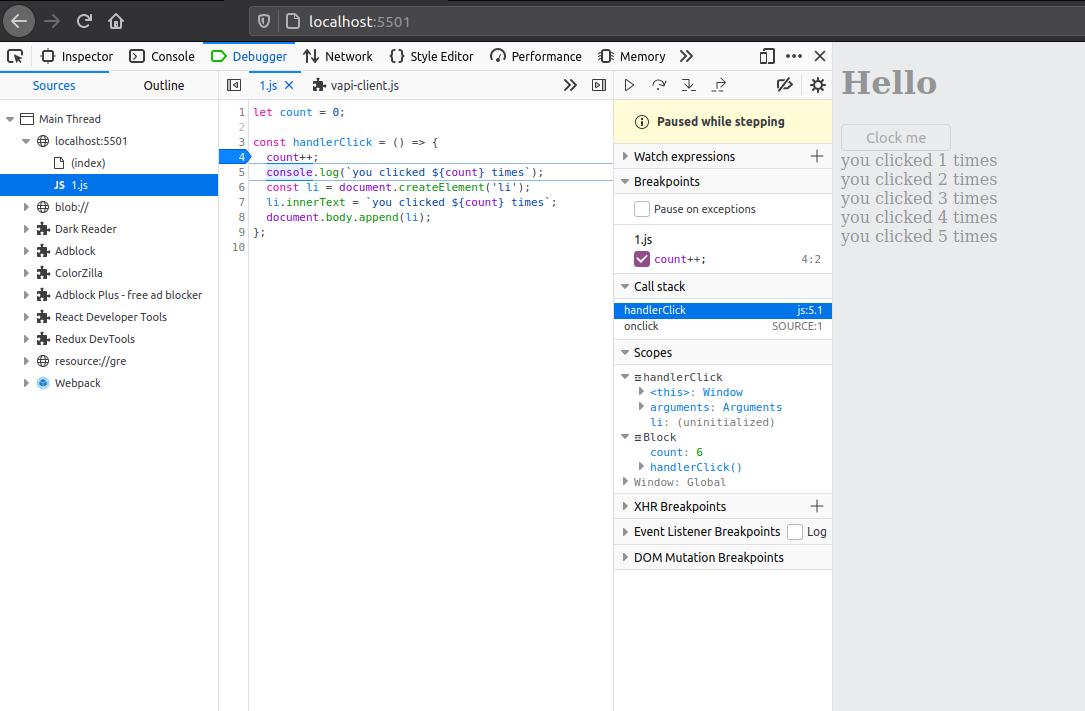 localhost:5501
Inspector Console Debugger Network Style Editor Performance Memory
Sources Outline
Main Thread
localhost:5501
(index)
JS 1.js
blob://
Dark Reader
Adblock
ColorZilla
Adblock Plus - free ad blocker
React Developer Tools
Redux DevTools
resource://gre
Webpack
1.js vapi-client.js
1 let count = 0;
2
3 const handlerClick = () => {
4 count++;
5 console.log(`you clicked ${count} times`);
6 const li = document.createElement('li');
7 li.innerText = `you clicked ${count} times`;
8 document.body.append(li);
9 };
10
Paused while stepping
Watch expressions
Breakpoints
Pause on exceptions
1.js
count++; 4:2
Call stack
handlerClick js:5.1
onclick SOURCE:1
Scopes
handlerClick
<this>: Window
arguments: Arguments
li: (uninitialized)
Block
count: 6
handlerClick()
Window: Global
XHR Breakpoints
Event Listener Breakpoints Log
DOM Mutation Breakpoints
Hello
Clock me
you clicked 1 times
you clicked 2 times
you clicked 3 times
you clicked 4 times
you clicked 5 times